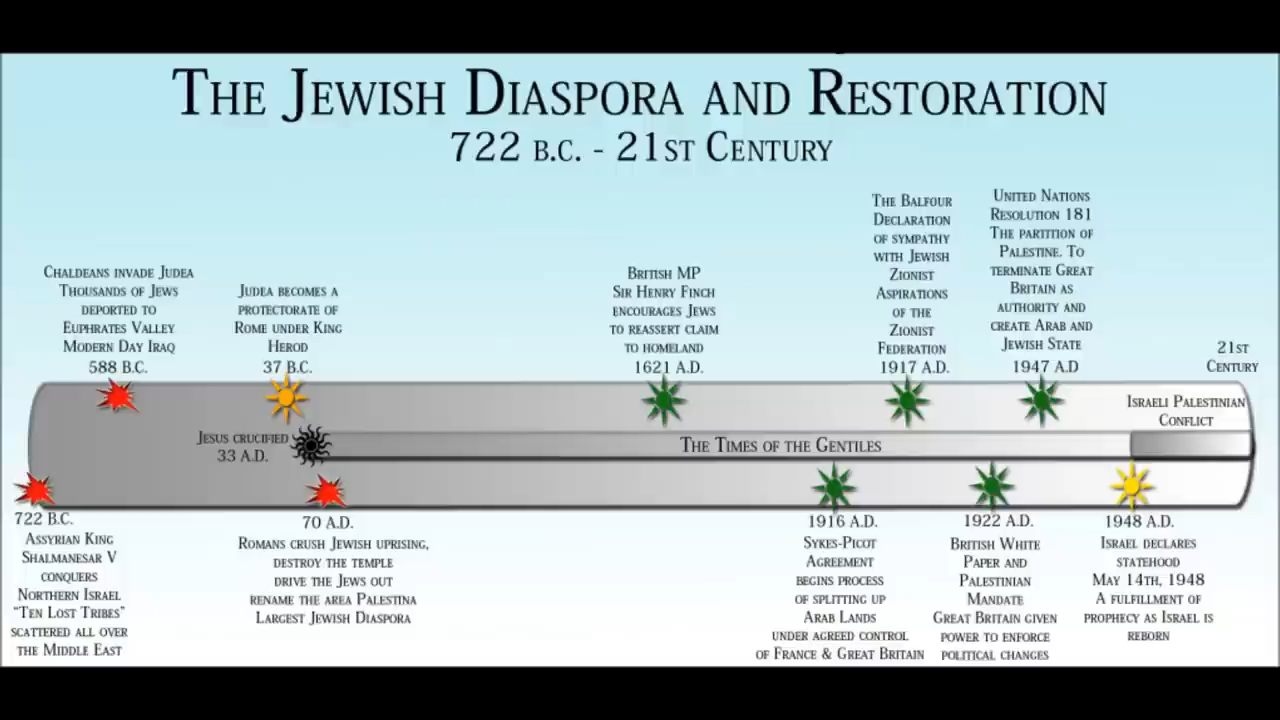 The Jewish Diaspora and Restoration
722 B.C. - 21st Century
Chaldeans invade Judea
Thousands of Jews
deported to
Euphrates Valley
Modern Day Iraq
588 B.C.
Judea becomes a
protectorate of
Rome under King
Herod
37 B.C.
British MP
Sir Henry Finch
encourages Jews
to reassert claim
to homeland
1621 A.D.
The Balfour
Declaration
of sympathy
with Jewish
Zionist
Aspirations
of the
Zionist
Federation
1917 A.D.
United Nations
Resolution 181
The partition of
Palestine. To
terminate Great
Britain as
authority and
create Arab and
Jewish State
1947 A.D
21st
Century
Israeli Palestinian
Conflict
Jesus crucified
33 A.D.
The Times of the Gentiles
722 B.C.
Assyrian King
Shalmanesar V
conquers
Northern Israel
"Ten Lost Tribes"
scattered all over
the Middle East
70 A.D.
Romans crush Jewish uprising,
destroy the temple
drive the Jews out
rename the area Palestina
Largest Jewish Diaspora
1916 A.D.
Sykes-Picot
Agreement
begins process
of splitting up
Arab Lands
under agreed control
of France & Great Britain
1922 A.D.
British White
Paper and
Palestinian
Mandate
Great Britain given
power to enforce
political changes
1948 A.D.
Israel declares
statehood
May 14th, 1948
A fulfillment of
prophecy as Israel is
reborn